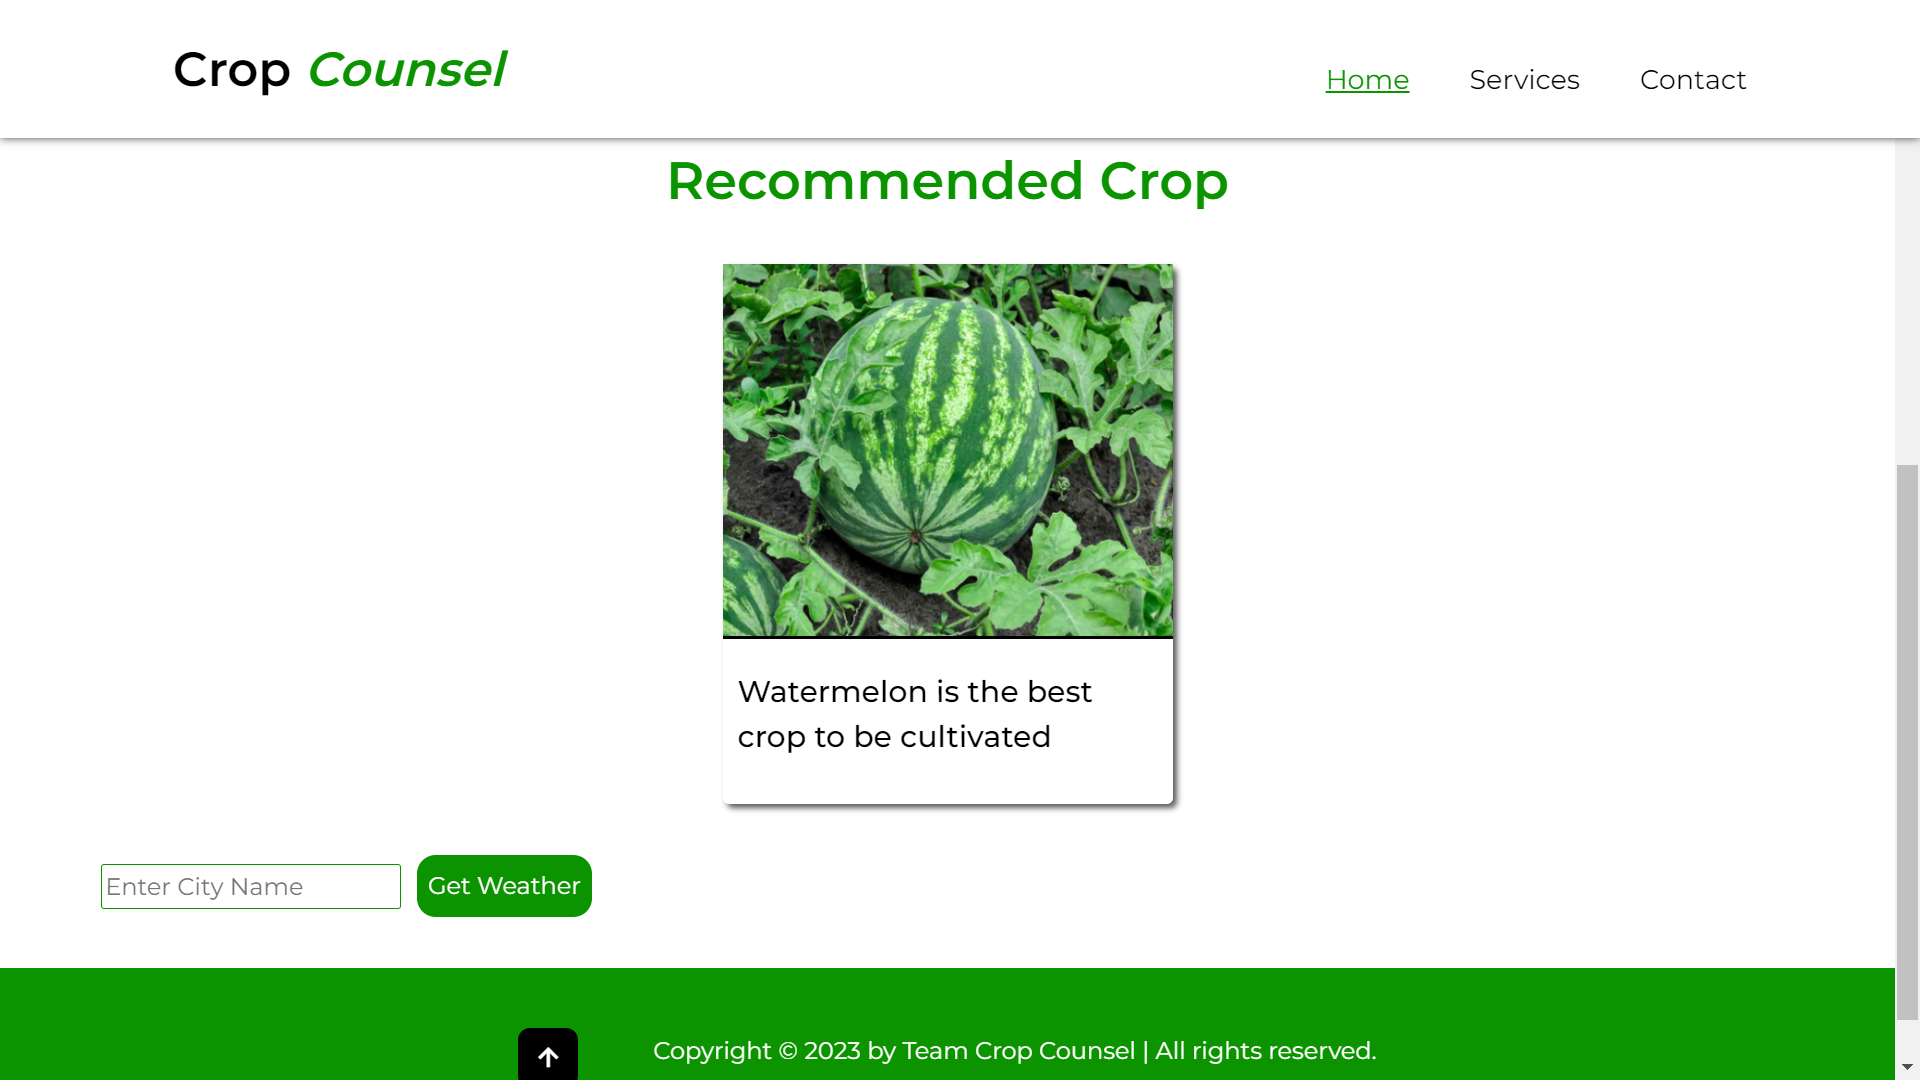 Crop Counsel
Home Services Contact
Recommended Crop
Watermelon is the best
crop to be cultivated
Enter City Name
Get Weather
Copyright © 2023 by Team Crop Counsel | All rights reserved.